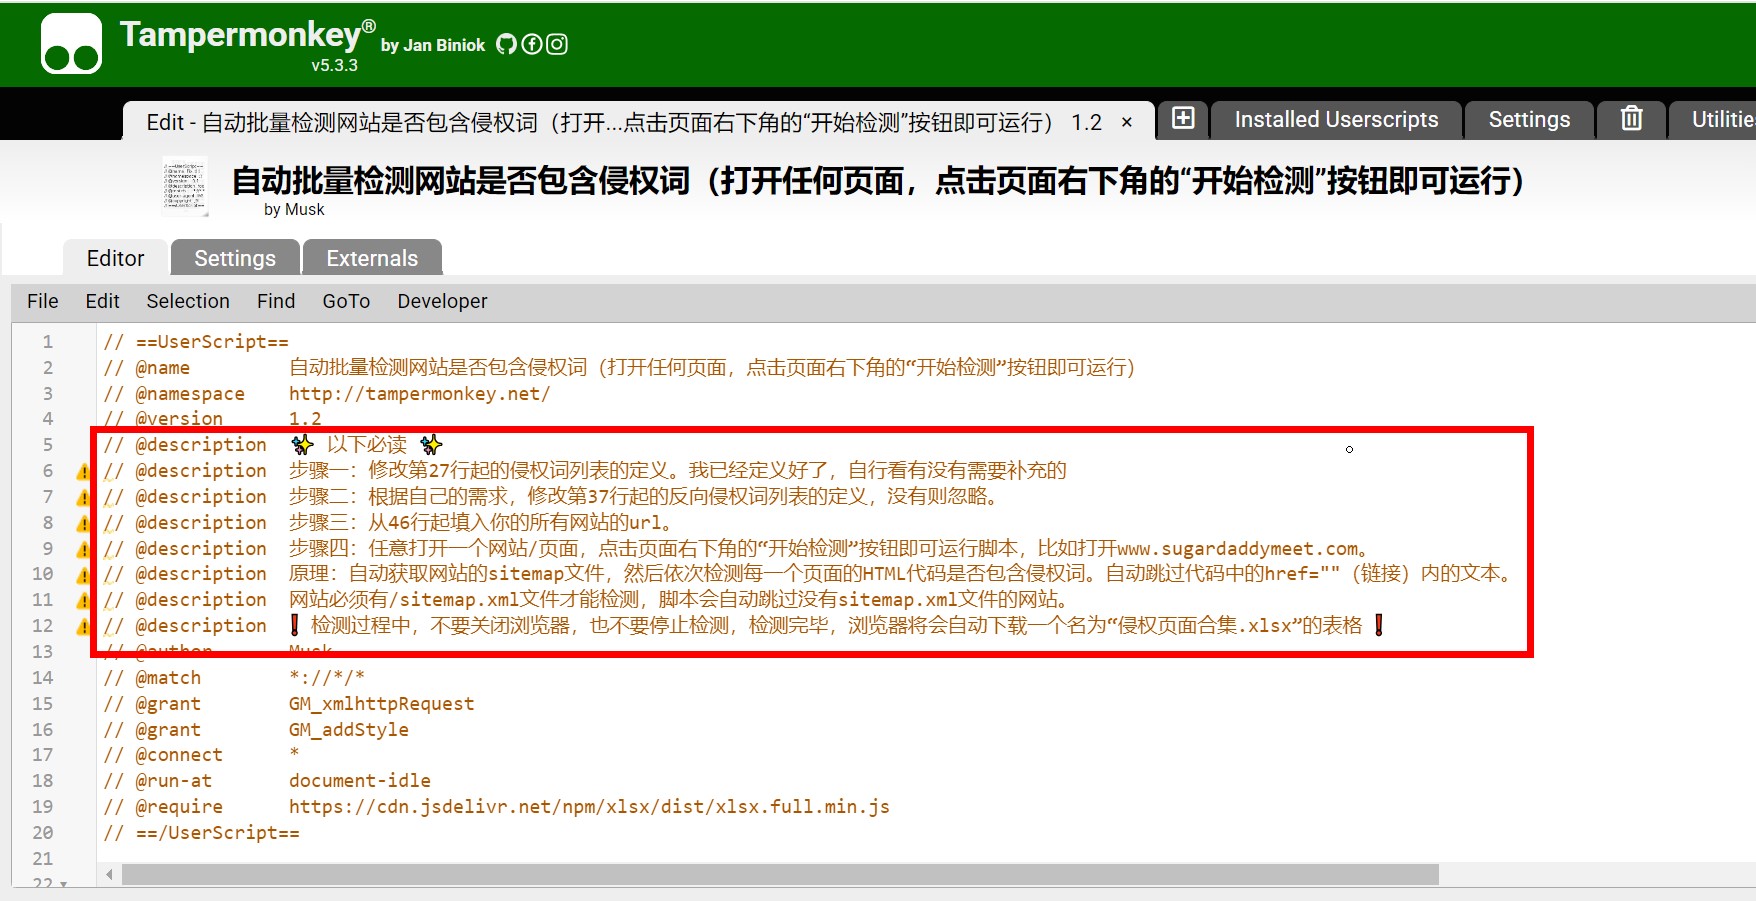 Tampermonkey® by Jan Biniok
v5.3.3
Edit - 自动批量检测网站是否包含侵权词（打开...点击页面右下角的“开始检测”按钮即可运行） 1.2 × Installed Userscripts Settings Utilitie
自动批量检测网站是否包含侵权词（打开任何页面，点击页面右下角的“开始检测”按钮即可运行）
by Musk
Editor Settings Externals
File Edit Selection Find GoTo Developer
1 // ==UserScript==
2 // @name 自动批量检测网站是否包含侵权词（打开任何页面，点击页面右下角的“开始检测”按钮即可运行）
3 // @namespace http://tampermonkey.net/
4 // @version 1.2
5 // @description ✨ 以下必读 ✨
6 // @description 步骤一：修改第27行起的侵权词列表的定义。我已经定义好了，自行看有没有需要补充的
7 // @description 步骤二：根据自己的需求，修改第37行起的反向侵权词列表的定义，没有则忽略。
8 // @description 步骤三：从46行起填入你的所有网站的url。
9 // @description 步骤四：任意打开一个网站/页面，点击页面右下角的“开始检测”按钮即可运行脚本，比如打开www.sugardaddymeet.com。
10 // @description 原理：自动获取网站的sitemap文件，然后依次检测每一个页面的HTML代码是否包含侵权词。自动跳过代码中的href=""（链接）内的文本。
11 // @description 网站必须有/sitemap.xml文件才能检测，脚本会自动跳过没有sitemap.xml文件的网站。
12 // @description ❗ 检测过程中，不要关闭浏览器，也不要停止检测，检测完毕，浏览器将会自动下载一个名为“侵权页面合集.xlsx”的表格 ❗
13 // @author Musk
14 // @match *://*/*
15 // @grant GM_xmlhttpRequest
16 // @grant GM_addStyle
17 // @connect *
18 // @run-at document-idle
19 // @require https://cdn.jsdelivr.net/npm/xlsx/dist/xlsx.full.min.js
20 // ==/UserScript==
21
22